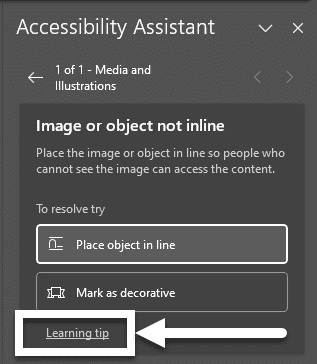 Accessibility Assistant
1 of 1 - Media and
Illustrations
Image or object not inline
Place the image or object in line so people who
cannot see the image can access the content.
To resolve try
Place object in line
Mark as decorative
Learning tip